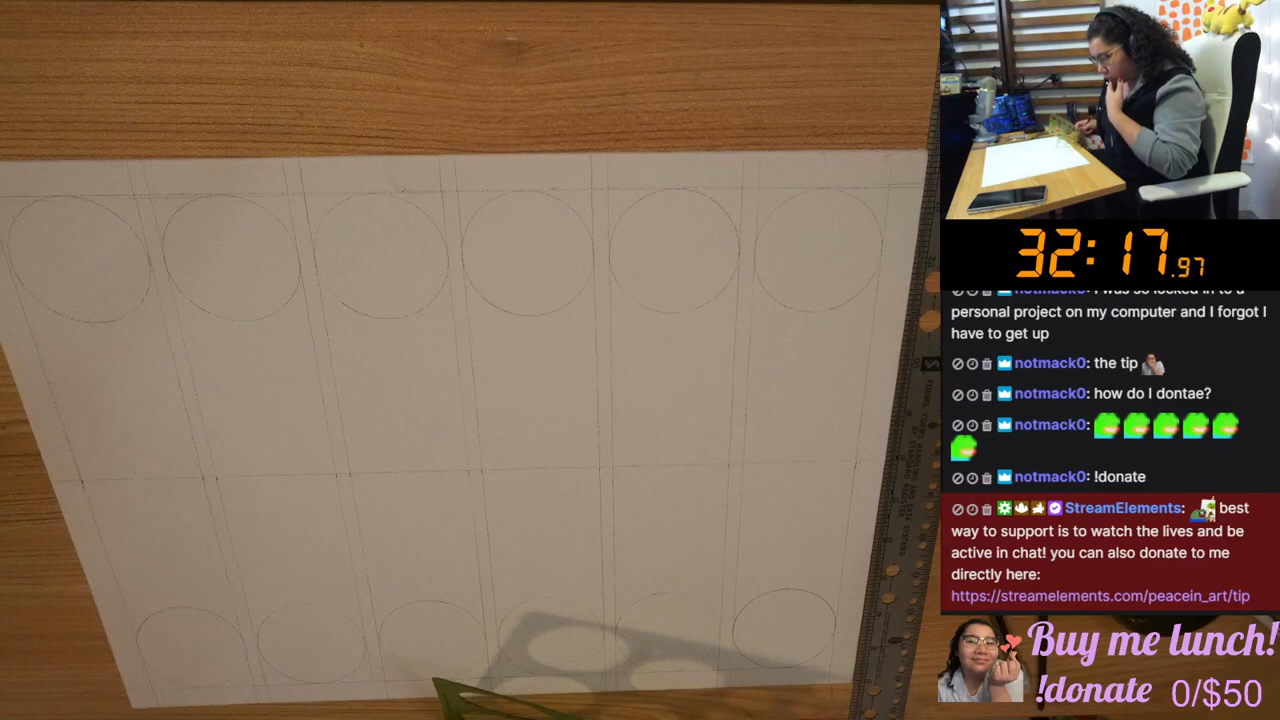 32:17.97
notmack0: I was so locked in to a
personal project on my computer and I forgot I
have to get up
notmack0: the tip
notmack0: how do I dontae?
notmack0:
notmack0: !donate
StreamElements: best
way to support is to watch the lives and be
active in chat! you can also donate to me
directly here:
https://streamelements.com/peacein_art/tip
Buy me lunch!
!donate 0/$50